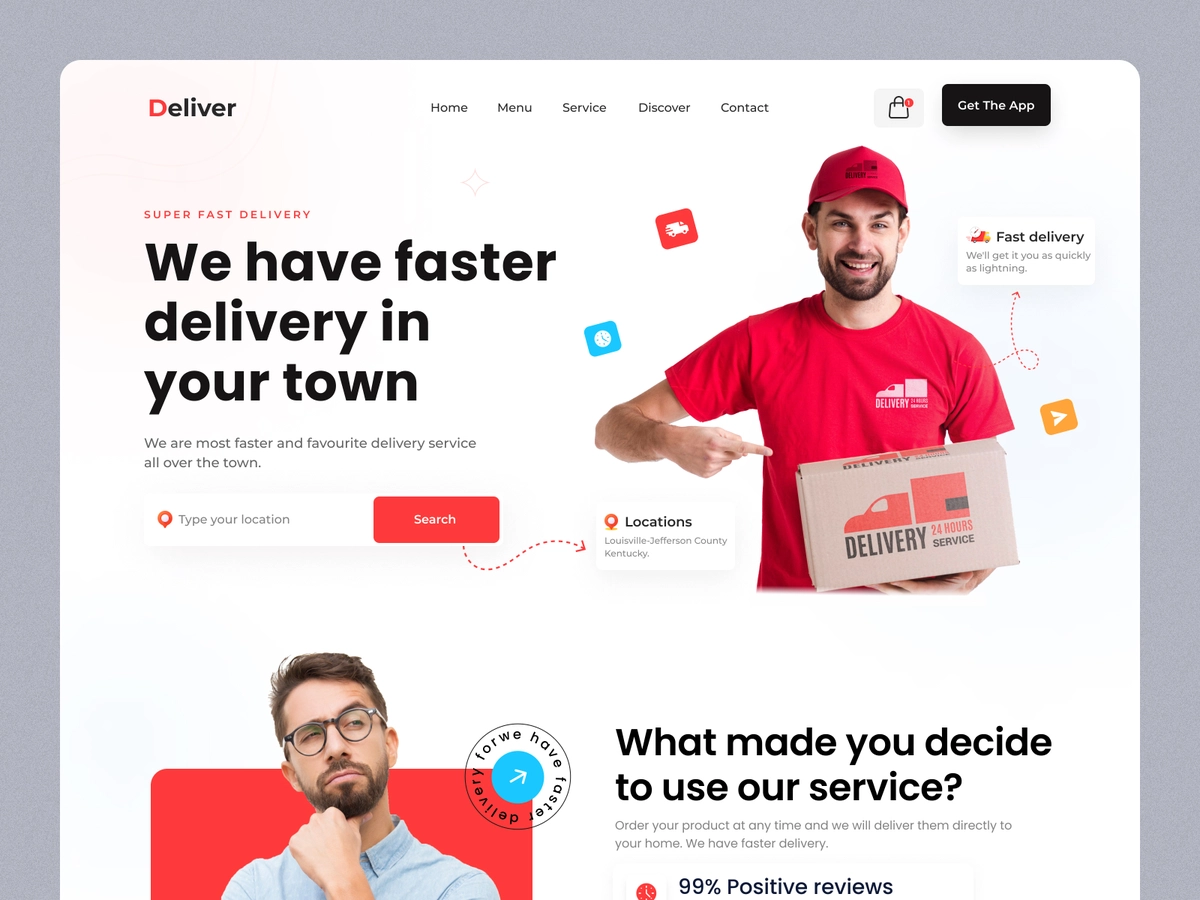 Deliver
Home
Menu
Service
Discover
Contact
1
Get The App
SUPER FAST DELIVERY
We have faster
delivery in
your town
We are most faster and favourite delivery service
all over the town.
Type your location
Search
DELIVERY
Fast delivery
We'll get it you as quickly
as lightning.
DELIVERY 24 HOURS
SERVICE
Locations
Louisville-Jefferson County
Kentucky.
DELIVERY
DELIVERY 24 HOURS
SERVICE
we have faster delivery for
What made you decide
to use our service?
Order your product at any time and we will deliver them directly to
your home. We have faster delivery.
99% Positive reviews